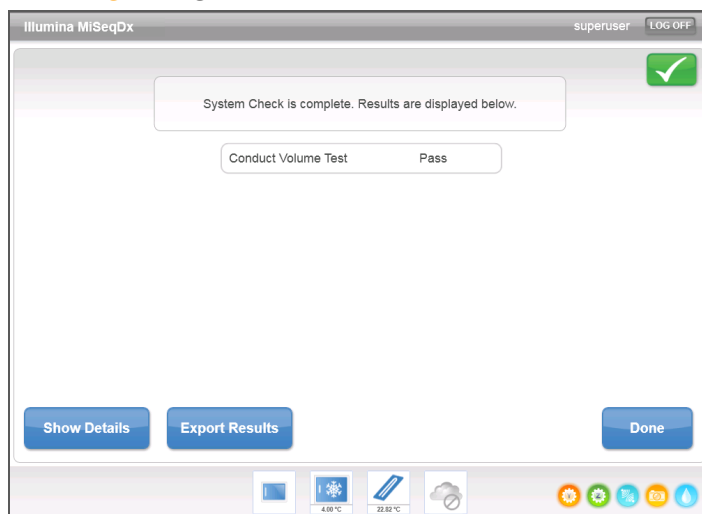 Illumina MiSeqDx
superuser LOG OFF
System Check is complete. Results are displayed below.
Conduct Volume Test Pass
Show Details Export Results Done
4.00 °C 22.82 °C